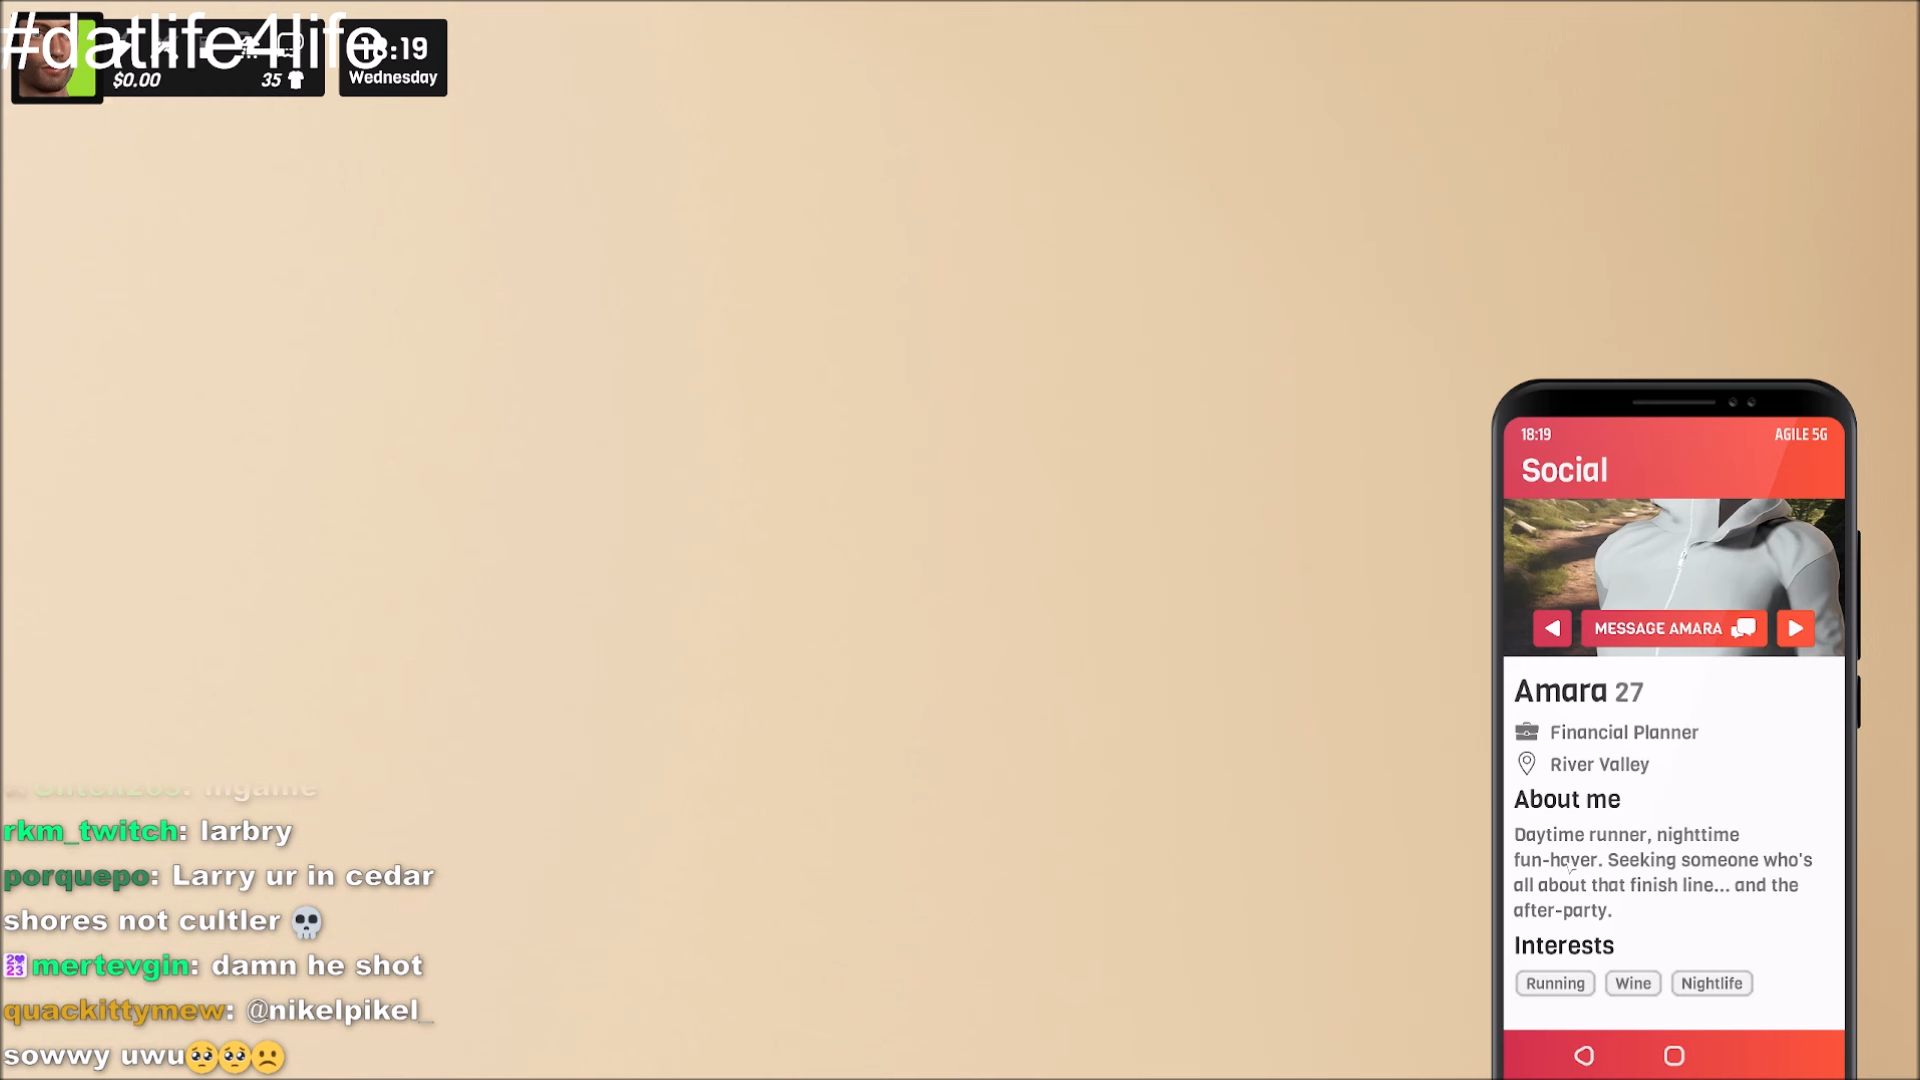 #datlife4life
:19
$0.00
35
Wednesday
18:19
AGILE 5G
Social
MESSAGE AMARA
Amara 27
Financial Planner
River Valley
About me
Daytime runner, nighttime
fun-haver. Seeking someone who's
all about that finish line... and the
after-party.
Interests
Running
Wine
Nightlife
ingame
rkm_twitch: larbry
porquepo: Larry ur in cedar
shores not cultler 💀
mertevgin: damn he shot
quackittymew: @nikelpikel_
sowwy uwu🥺🥺🙁